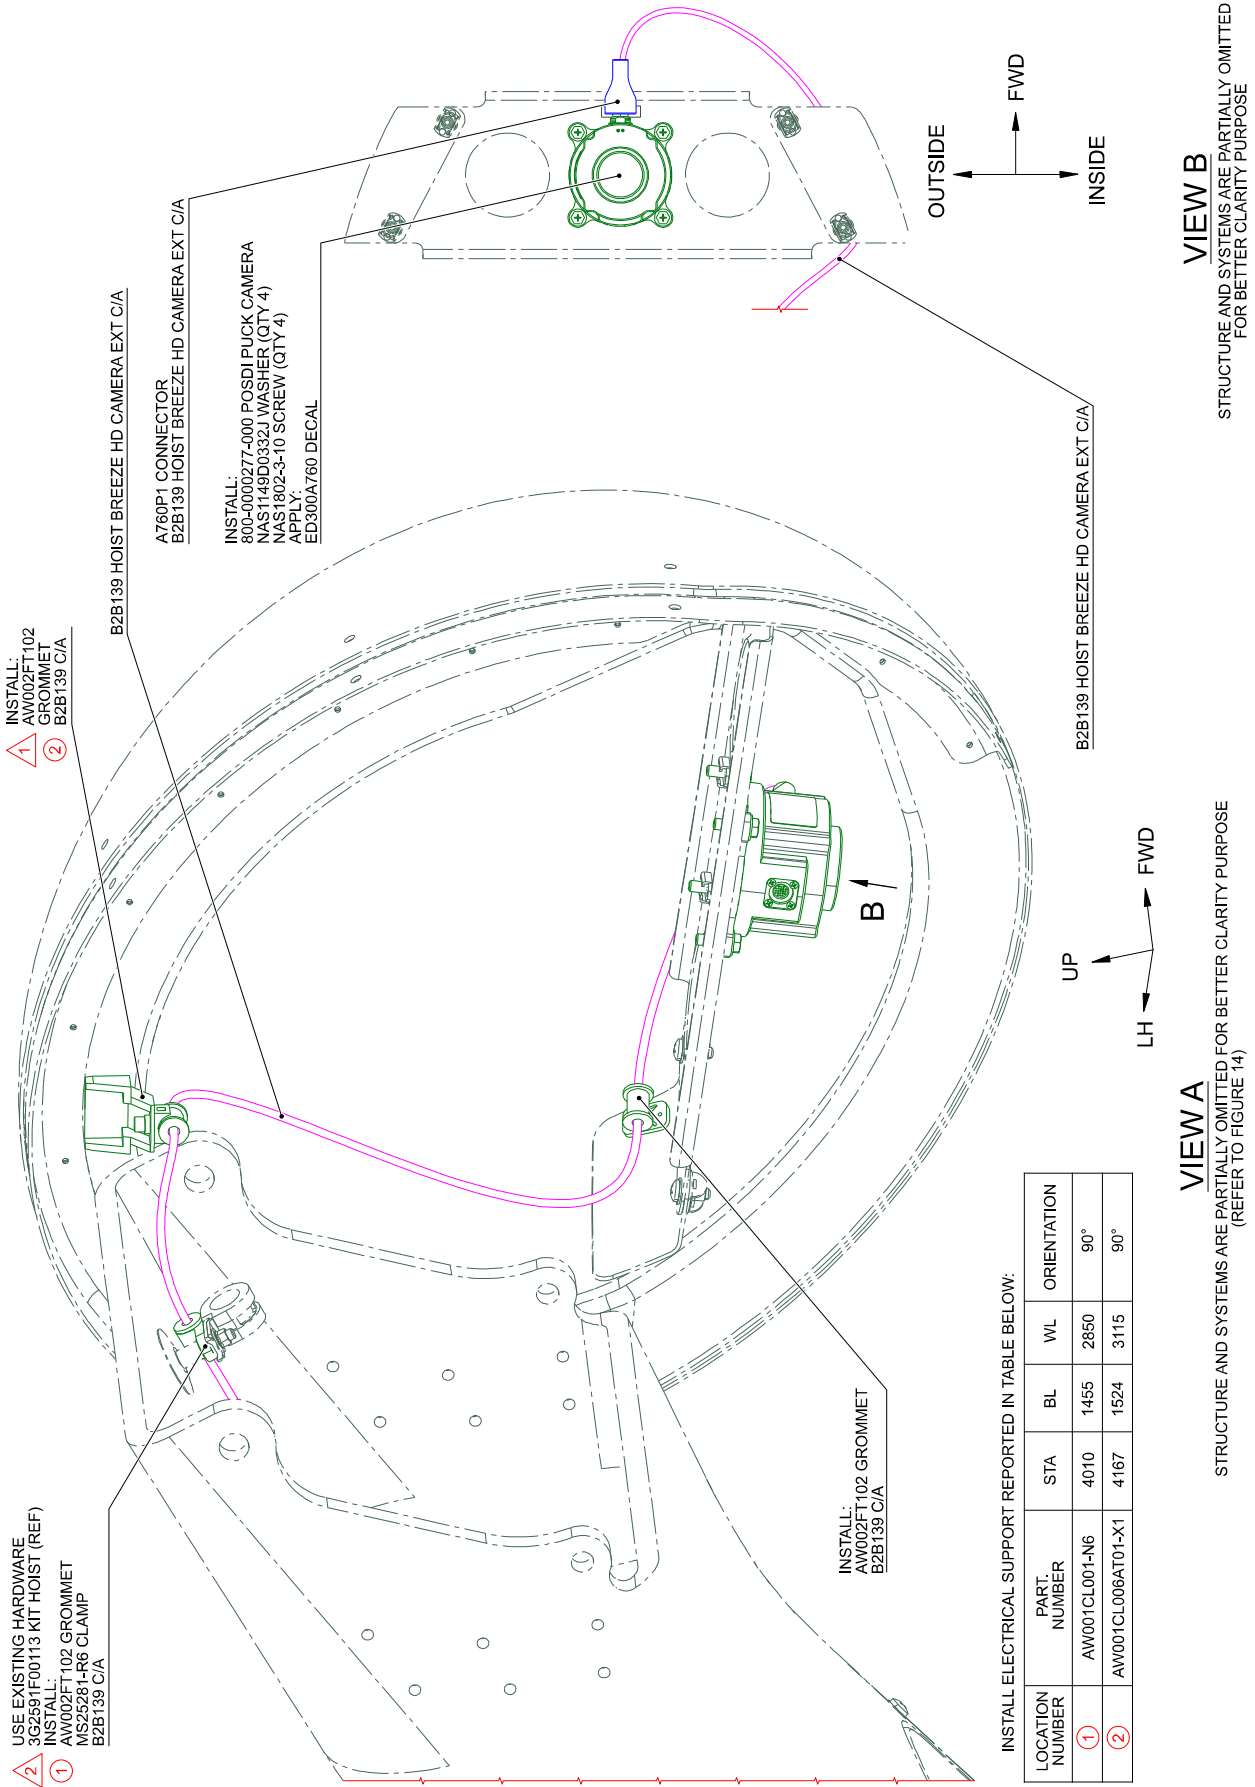 2
USE EXISTING HARDWARE
3G2591F00113 KIT HOIST (REF)
1
INSTALL:
AW002FT102 GROMMET
MS25281-R6 CLAMP
B2B139 C/A
1
2
INSTALL:
AW002FT102
GROMMET
B2B139 C/A
B2B139 HOIST BREEZE HD CAMERA EXT C/A
A760P1 CONNECTOR
B2B139 HOIST BREEZE HD CAMERA EXT C/A
INSTALL:
800-0000277-000 POSDI PUCK CAMERA
NAS1149D0332J WASHER (QTY 4)
NAS1802-3-10 SCREW (QTY 4)
APPLY:
ED300A760 DECAL
INSTALL:
AW002FT102 GROMMET
B2B139 C/A
B
B2B139 HOIST BREEZE HD CAMERA EXT C/A
OUTSIDE
FWD
INSIDE
VIEW B
STRUCTURE AND SYSTEMS ARE PARTIALLY OMITTED
FOR BETTER CLARITY PURPOSE
UP
LH
FWD
VIEW A
STRUCTURE AND SYSTEMS ARE PARTIALLY OMITTED FOR BETTER CLARITY PURPOSE
(REFER TO FIGURE 14)
INSTALL ELECTRICAL SUPPORT REPORTED IN TABLE BELOW:
LOCATION NUMBER PART. NUMBER STA BL WL ORIENTATION
1 AW001CL001-N6 4010 1455 2850 90°
2 AW001CL006AT01-X1 4167 1524 3115 90°